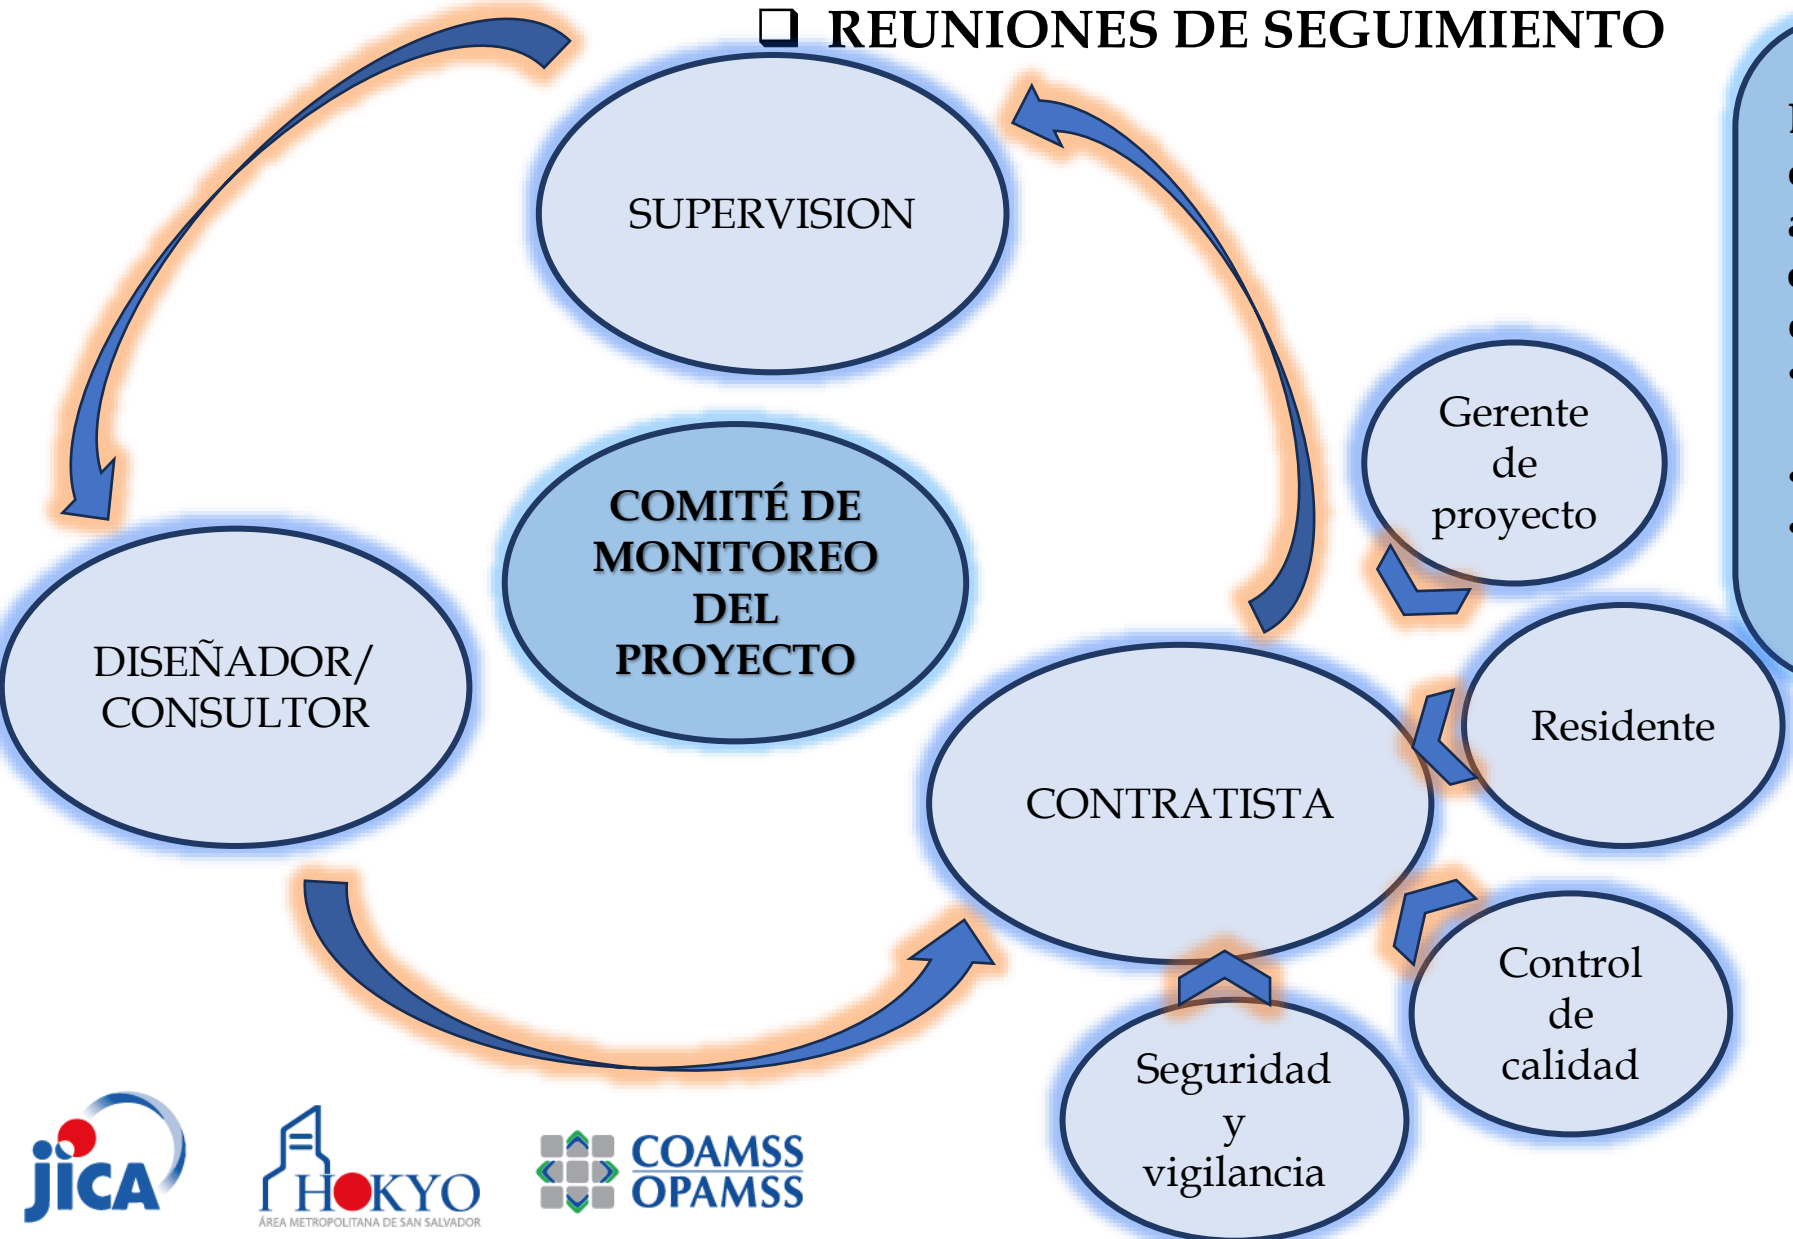 ❑ REUNIONES DE SEGUIMIENTO
SUPERVISION
COMITÉ DE
MONITOREO
DEL
PROYECTO
DISEÑADOR/
CONSULTOR
CONTRATISTA
Gerente
de
proyecto
Residente
Control
de
calidad
Seguridad
y
vigilancia
jica
HOKYO
ÁREA METROPOLITANA DE SAN SALVADOR
COAMSS
OPAMSS